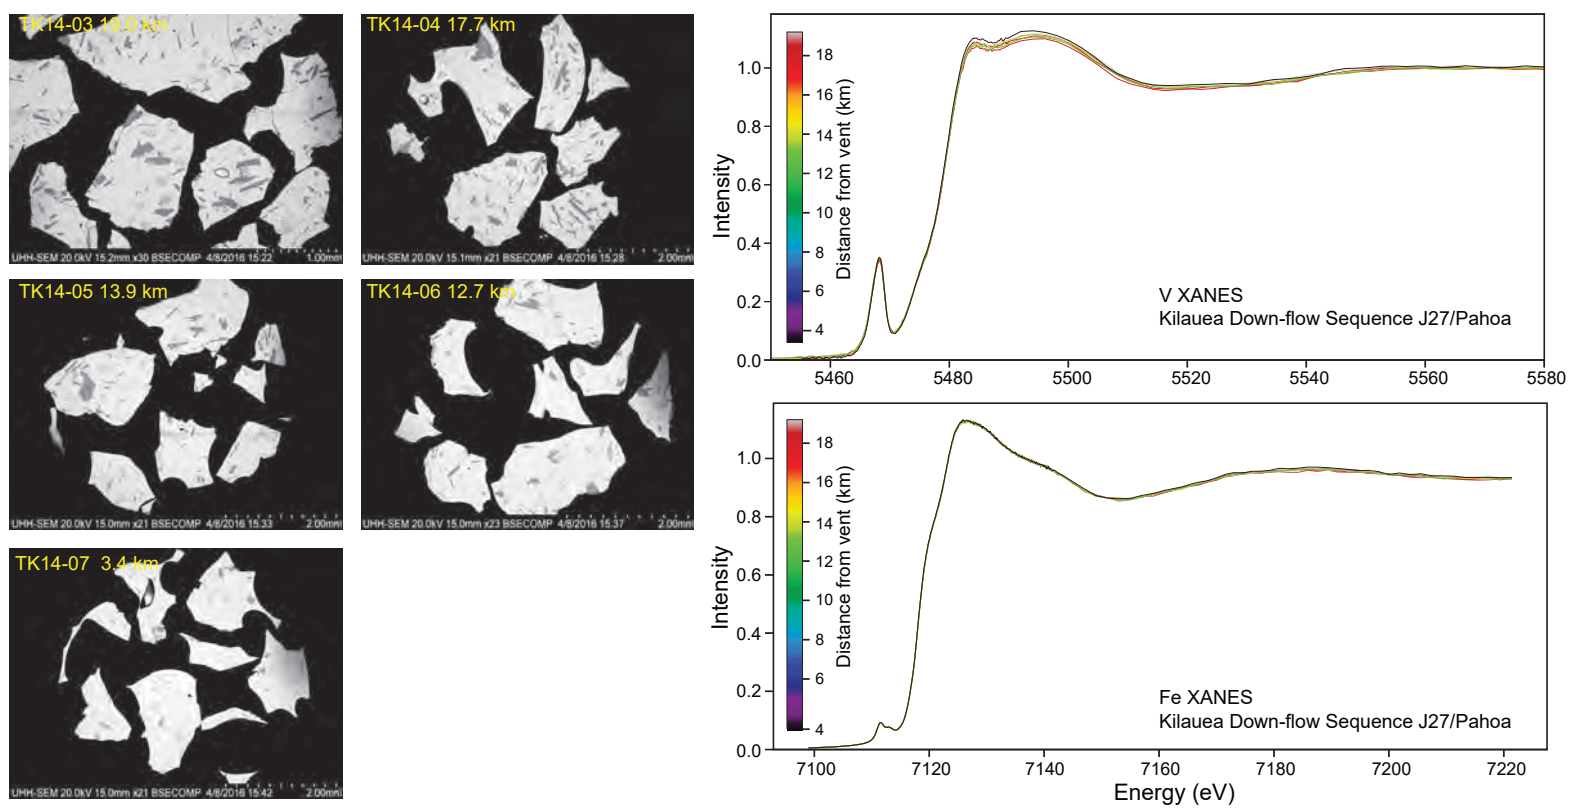 TK14-03 19.0 km
UHH-SEM 20.0kV 15.2mm x30 BSECOMP 4/8/2016 15:22 1.00mm
TK14-04 17.7 km
UHH-SEM 20.0kV 15.1mm x21 BSECOMP 4/8/2016 15:28 2.00mm
TK14-05 13.9 km
UHH-SEM 20.0kV 15.0mm x21 BSECOMP 4/8/2016 15:33 2.00mm
TK14-06 12.7 km
UHH-SEM 20.0kV 15.0mm x23 BSECOMP 4/8/2016 15:37 2.00mm
TK14-07 3.4 km
UHH-SEM 20.0kV 15.0mm x21 BSECOMP 4/8/2016 15:42 2.00mm
Intensity
1.0
0.8
0.6
0.4
0.2
0.0
18
16
14
12
10
8
6
4
Distance from vent (km)
V XANES
Kilauea Down-flow Sequence J27/Pahoa
5460 5480 5500 5520 5540 5560 5580
Intensity
1.0
0.8
0.6
0.4
0.2
0.0
18
16
14
12
10
8
6
4
Distance from vent (km)
Fe XANES
Kilauea Down-flow Sequence J27/Pahoa
7100 7120 7140 7160 7180 7200 7220
Energy (eV)